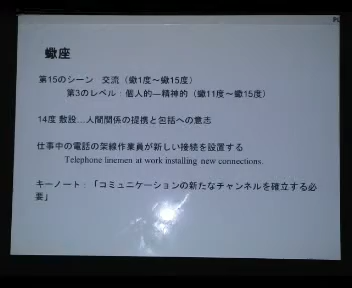 蠍座
第15のシーン 交流（蠍1度〜蠍15度）
第3のレベル：個人的―精神的（蠍11度〜蠍15度）
14度 敷設…人間関係の提携と包括への意志
仕事中の電話の架線作業員が新しい接続を設置する
Telephone linemen at work installing new connections.
キーノート：「コミュニケーションの新たなチャンネルを確立する必
要」